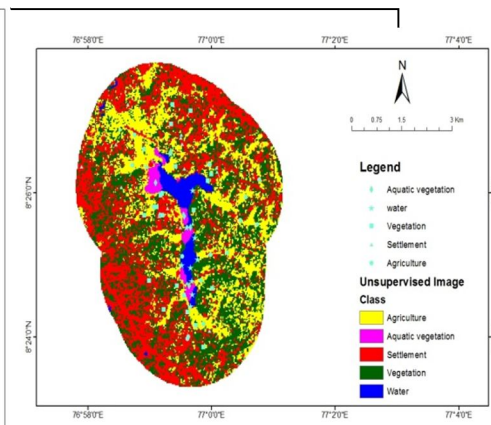 76°58'0"E 77°0'0"E 77°2'0"E 77°4'0"E
N
0 0.75 1.5 3 Km
8°26'0"N
8°24'0"N
Legend
Aquatic vegetation
water
Vegetation
Settlement
Agriculture
Unsupervised Image
Class
Agriculture
Aquatic vegetation
Settlement
Vegetation
Water
76°58'0"E 77°0'0"E 77°2'0"E 77°4'0"E